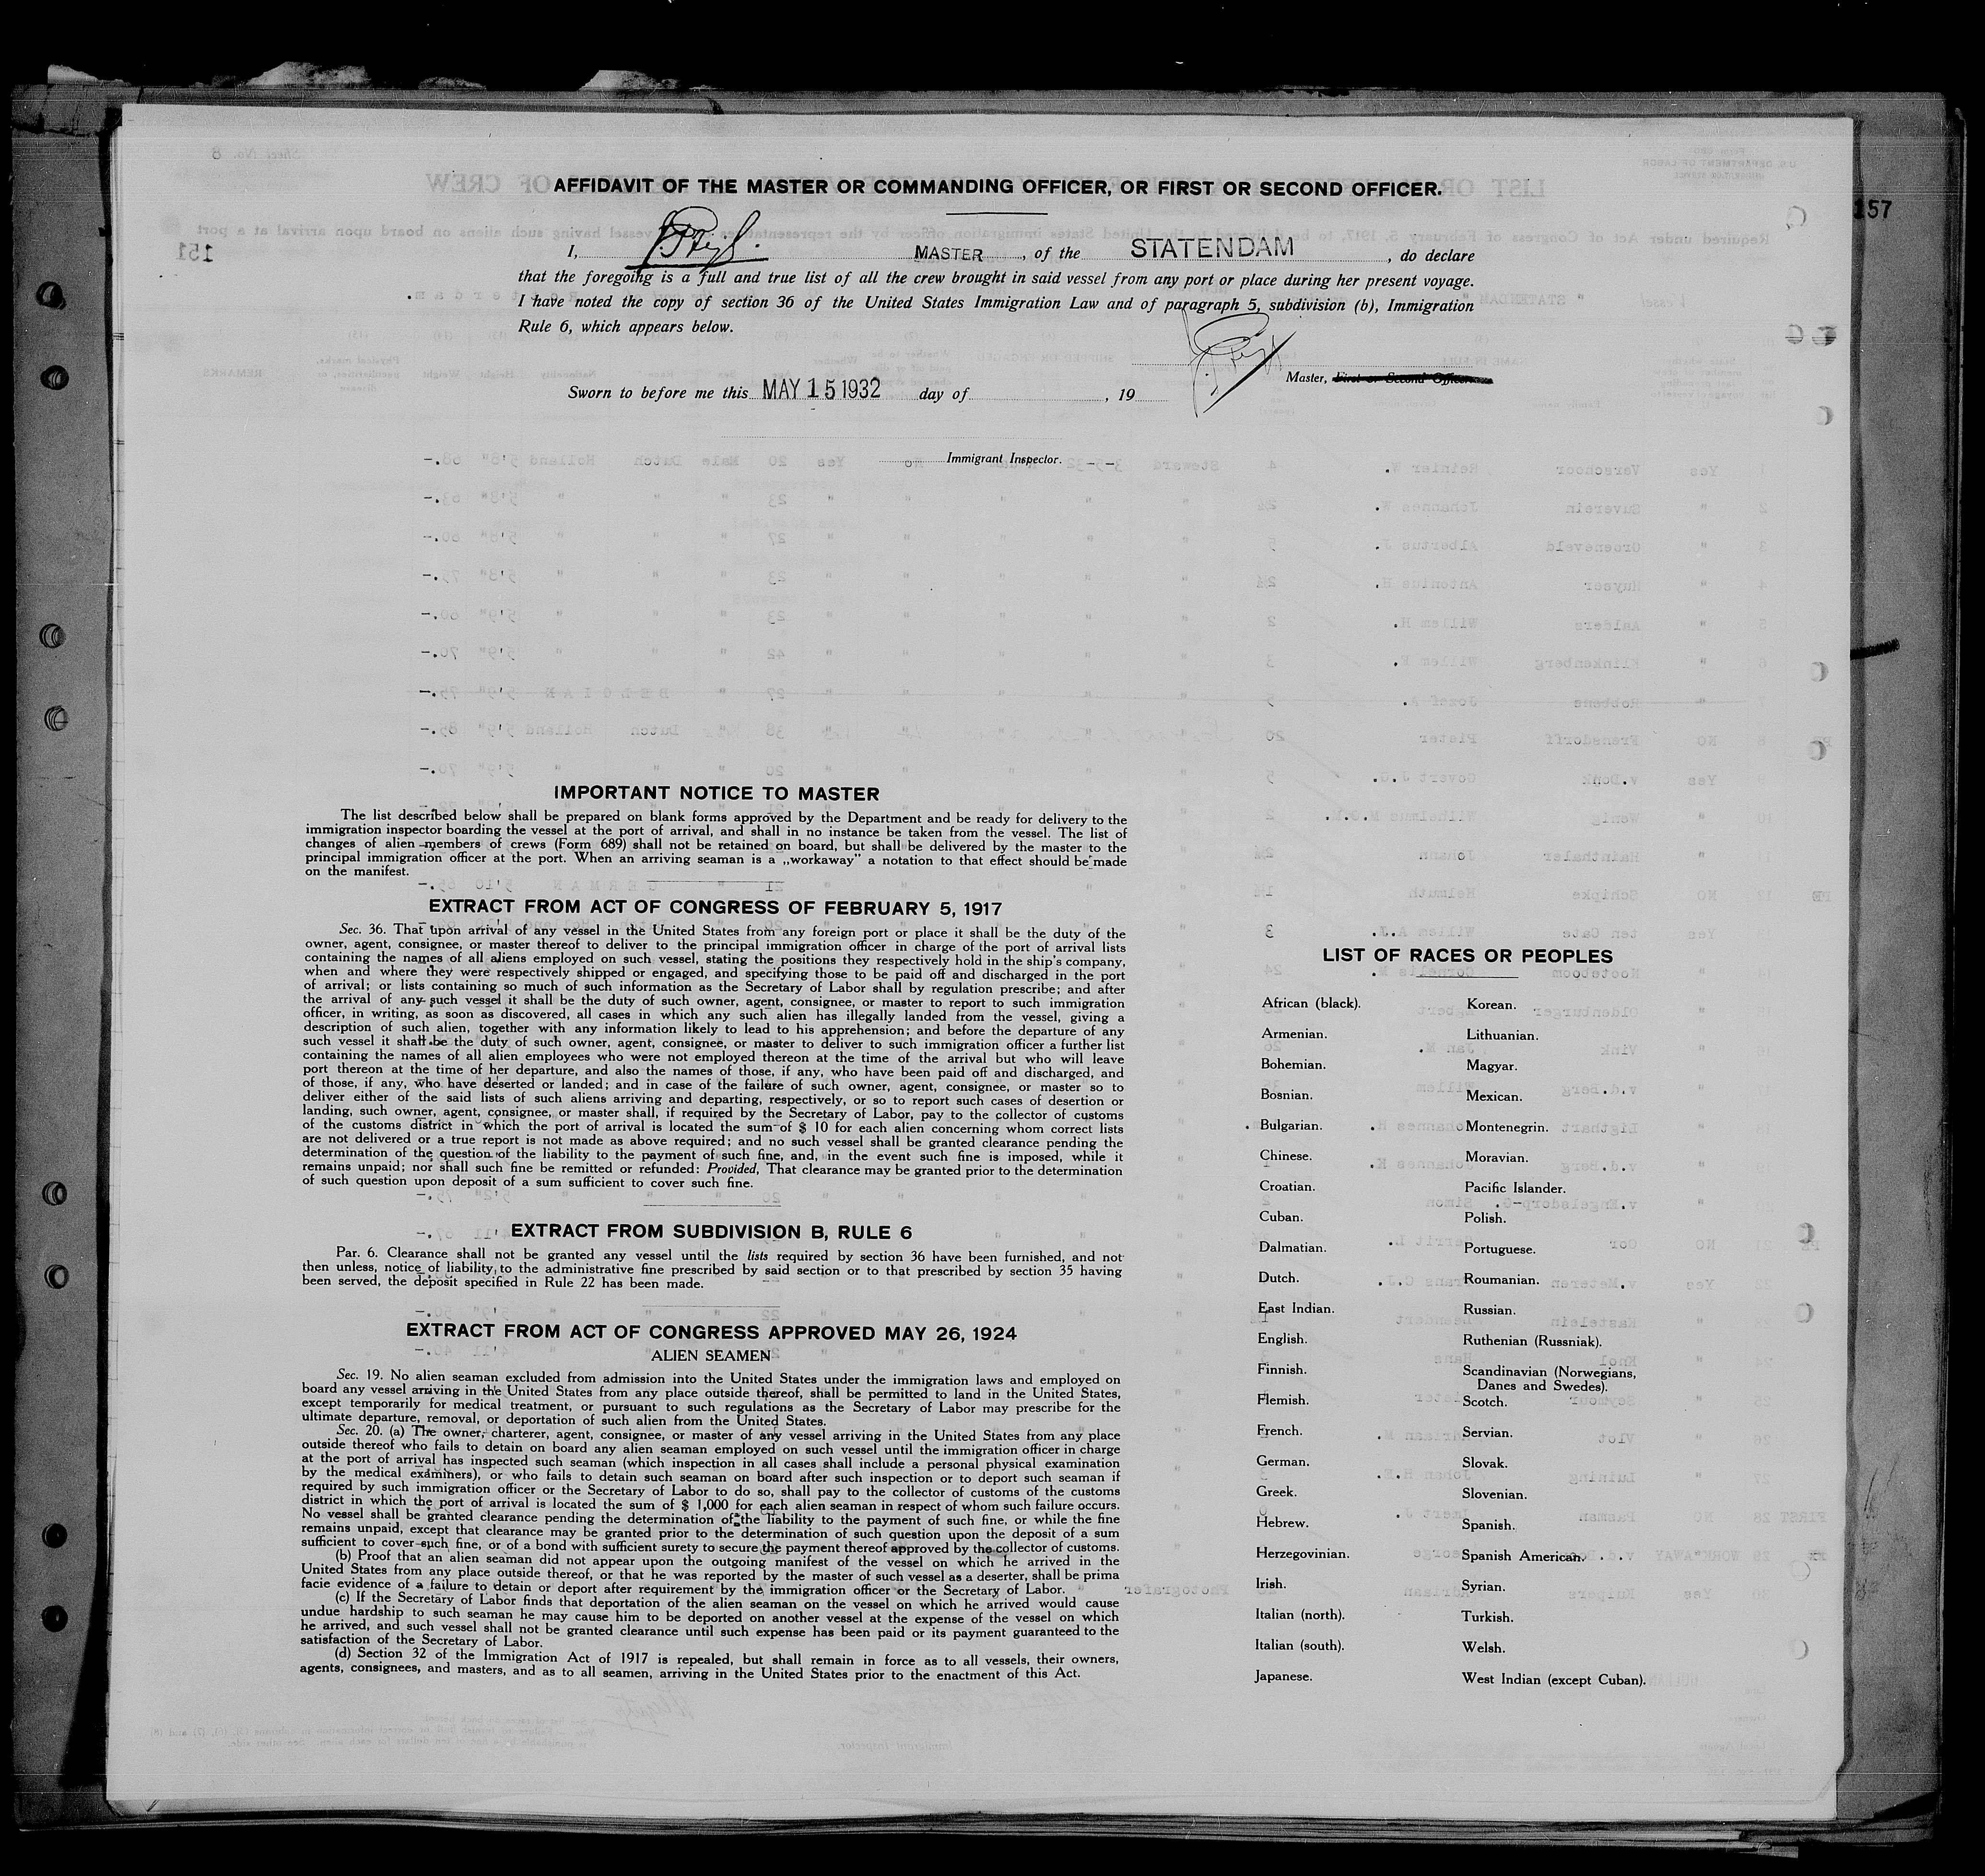 AFFIDAVIT OF THE MASTER OR COMMANDING OFFICER, OR FIRST OR SECOND OFFICER.
157
I, MASTER, of the STATENDAM, do declare
that the foregoing is a full and true list of all the crew brought in said vessel from any port or place during her present voyage.
I have noted the copy of section 36 of the United States Immigration Law and of paragraph 5, subdivision (b), Immigration
Rule 6, which appears below.
Master, First or Second Officer.
Sworn to before me this MAY 15 1932 day of , 19
Immigrant Inspector.
IMPORTANT NOTICE TO MASTER
The list described below shall be prepared on blank forms approved by the Department and be ready for delivery to the
immigration inspector boarding the vessel at the port of arrival, and shall in no instance be taken from the vessel. The list of
changes of alien members of crews (Form 689) shall not be retained on board, but shall be delivered by the master to the
principal immigration officer at the port. When an arriving seaman is a „workaway” a notation to that effect should be made
on the manifest.
EXTRACT FROM ACT OF CONGRESS OF FEBRUARY 5, 1917
Sec. 36. That upon arrival of any vessel in the United States from any foreign port or place it shall be the duty of the
owner, agent, consignee, or master thereof to deliver to the principal immigration officer in charge of the port of arrival lists
containing the names of all aliens employed on such vessel, stating the positions they respectively hold in the ship's company,
when and where they were respectively shipped or engaged, and specifying those to be paid off and discharged in the port
of arrival; or lists containing so much of such information as the Secretary of Labor shall by regulation prescribe; and after
the arrival of any such vessel it shall be the duty of such owner, agent, consignee, or master to report to such immigration
officer, in writing, as soon as discovered, all cases in which any such alien has illegally landed from the vessel, giving a
description of such alien, together with any information likely to lead to his apprehension; and before the departure of any
such vessel it shall be the duty of such owner, agent, consignee, or master to deliver to such immigration officer a further list
containing the names of all alien employees who were not employed thereon at the time of the arrival but who will leave
port thereon at the time of her departure, and also the names of those, if any, who have been paid off and discharged, and
of those, if any, who have deserted or landed; and in case of the failure of such owner, agent, consignee, or master so to
deliver either of the said lists of such aliens arriving and departing, respectively, or so to report such cases of desertion or
landing, such owner, agent, consignee, or master shall, if required by the Secretary of Labor, pay to the collector of customs
of the customs district in which the port of arrival is located the sum of $ 10 for each alien concerning whom correct lists
are not delivered or a true report is not made as above required; and no such vessel shall be granted clearance pending the
determination of the question of the liability to the payment of such fine, and, in the event such fine is imposed, while it
remains unpaid; nor shall such fine be remitted or refunded: Provided, That clearance may be granted prior to the determination
of such question upon deposit of a sum sufficient to cover such fine.
EXTRACT FROM SUBDIVISION B, RULE 6
Par. 6. Clearance shall not be granted any vessel until the lists required by section 36 have been furnished, and not
then unless, notice of liability to the administrative fine prescribed by said section or to that prescribed by section 35 having
been served, the deposit specified in Rule 22 has been made.
EXTRACT FROM ACT OF CONGRESS APPROVED MAY 26, 1924
ALIEN SEAMEN
Sec. 19. No alien seaman excluded from admission into the United States under the immigration laws and employed on
board any vessel arriving in the United States from any place outside thereof, shall be permitted to land in the United States,
except temporarily for medical treatment, or pursuant to such regulations as the Secretary of Labor may prescribe for the
ultimate departure, removal, or deportation of such alien from the United States.
Sec. 20. (a) The owner, charterer, agent, consignee, or master of any vessel arriving in the United States from any place
outside thereof who fails to detain on board any alien seaman employed on such vessel until the immigration officer in charge
at the port of arrival has inspected such seaman (which inspection in all cases shall include a personal physical examination
by the medical examiners), or who fails to detain such seaman on board after such inspection or to deport such seaman if
required by such immigration officer or the Secretary of Labor to do so, shall pay to the collector of customs of the customs
district in which the port of arrival is located the sum of $ 1,000 for each alien seaman in respect of whom such failure occurs.
No vessel shall be granted clearance pending the determination of the liability to the payment of such fine, or while the fine
remains unpaid, except that clearance may be granted prior to the determination of such question upon the deposit of a sum
sufficient to cover such fine, or of a bond with sufficient surety to secure the payment thereof approved by the collector of customs.
(b) Proof that an alien seaman did not appear upon the outgoing manifest of the vessel on which he arrived in the
United States from any place outside thereof, or that he was reported by the master of such vessel as a deserter, shall be prima
facie evidence of a failure to detain or deport after requirement by the immigration officer or the Secretary of Labor.
(c) If the Secretary of Labor finds that deportation of the alien seaman on the vessel on which he arrived would cause
undue hardship to such seaman he may cause him to be deported on another vessel at the expense of the vessel on which
he arrived, and such vessel shall not be granted clearance until such expense has been paid or its payment guaranteed to the
satisfaction of the Secretary of Labor.
(d) Section 32 of the Immigration Act of 1917 is repealed, but shall remain in force as to all vessels, their owners,
agents, consignees, and masters, and as to all seamen, arriving in the United States prior to the enactment of this Act.
LIST OF RACES OR PEOPLES
African (black). Korean.
Armenian. Lithuanian.
Bohemian. Magyar.
Bosnian. Mexican.
Bulgarian. Montenegrin.
Chinese. Moravian.
Croatian. Pacific Islander.
Cuban. Polish.
Dalmatian. Portuguese.
Dutch. Roumanian.
East Indian. Russian.
English. Ruthenian (Russniak).
Finnish. Scandinavian (Norwegians,
Danes and Swedes).
Flemish. Scotch.
French. Servian.
German. Slovak.
Greek. Slovenian.
Hebrew. Spanish.
Herzegovinian. Spanish American.
Irish. Syrian.
Italian (north). Turkish.
Italian (south). Welsh.
Japanese. West Indian (except Cuban).